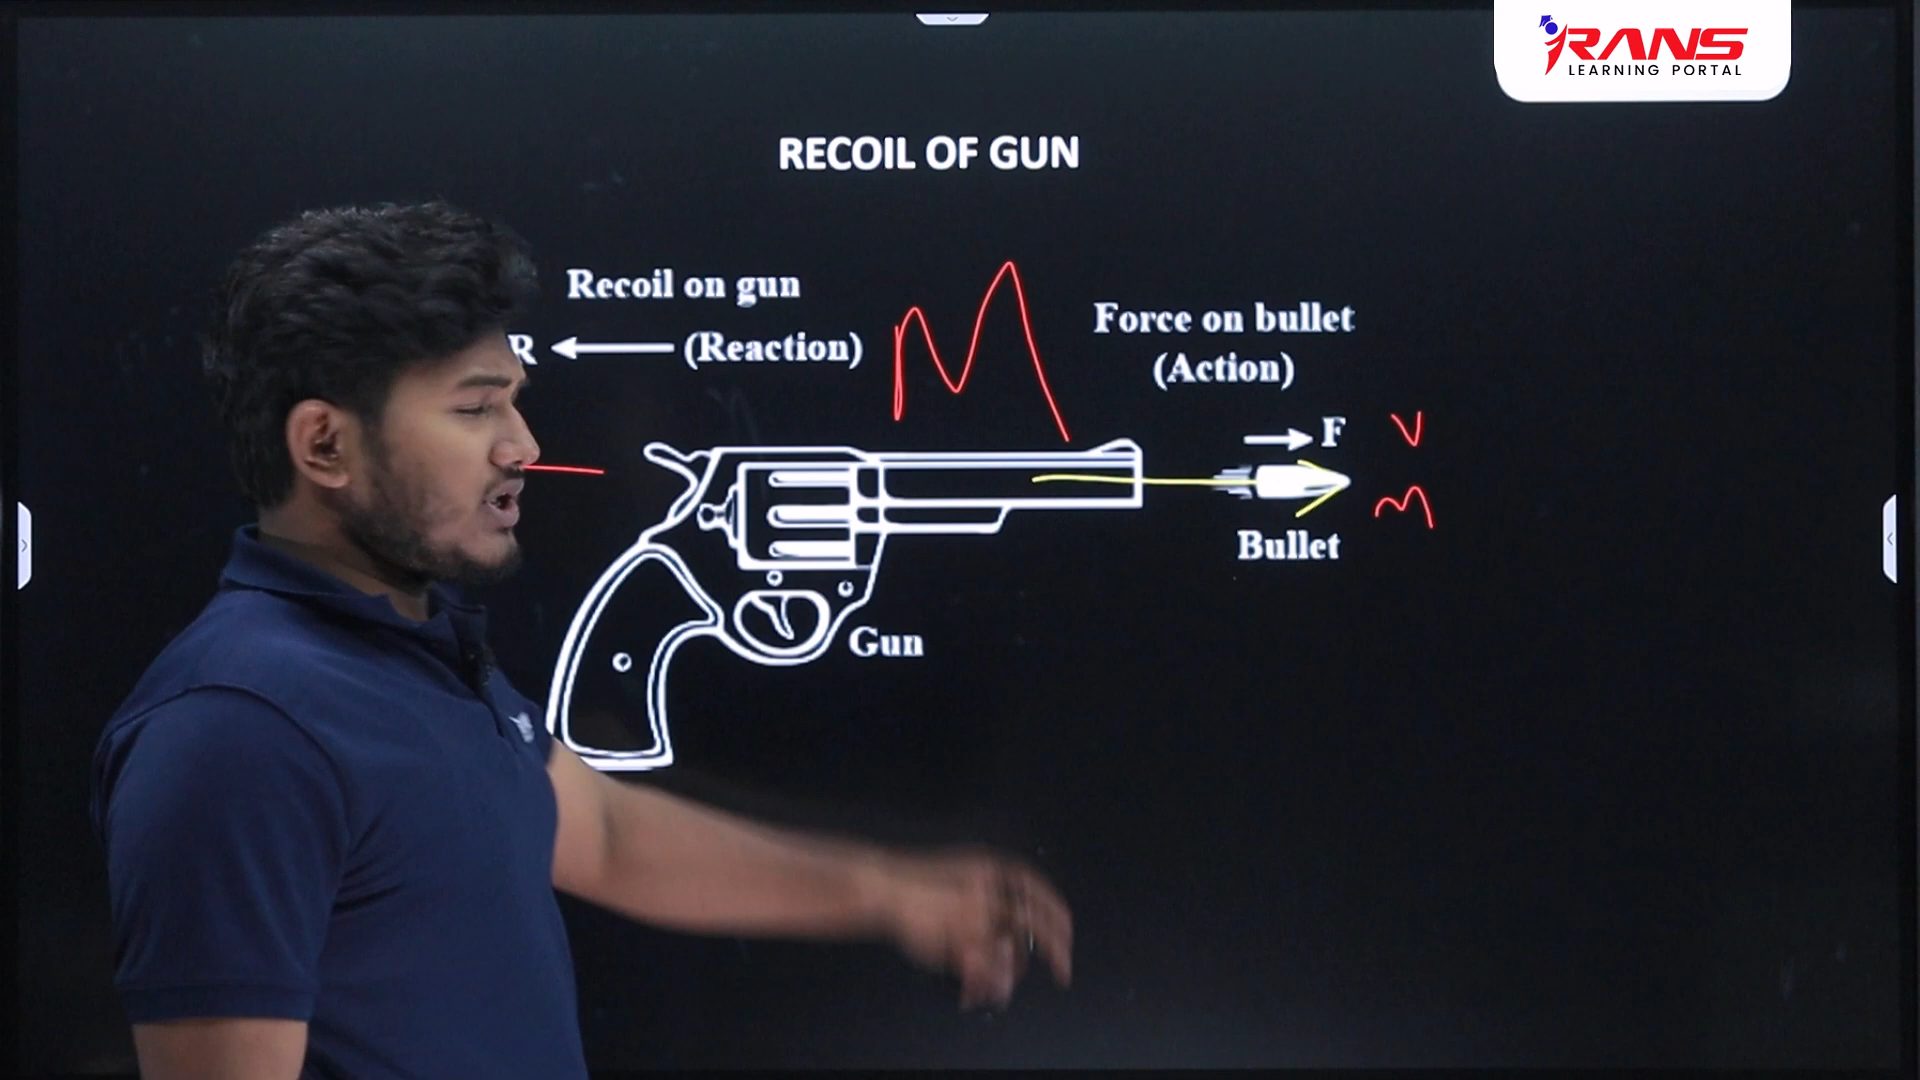 RANS
LEARNING PORTAL
RECOIL OF GUN
Recoil on gun
R
(Reaction)
M
Force on bullet
(Action)
F
v
m
Bullet
Gun